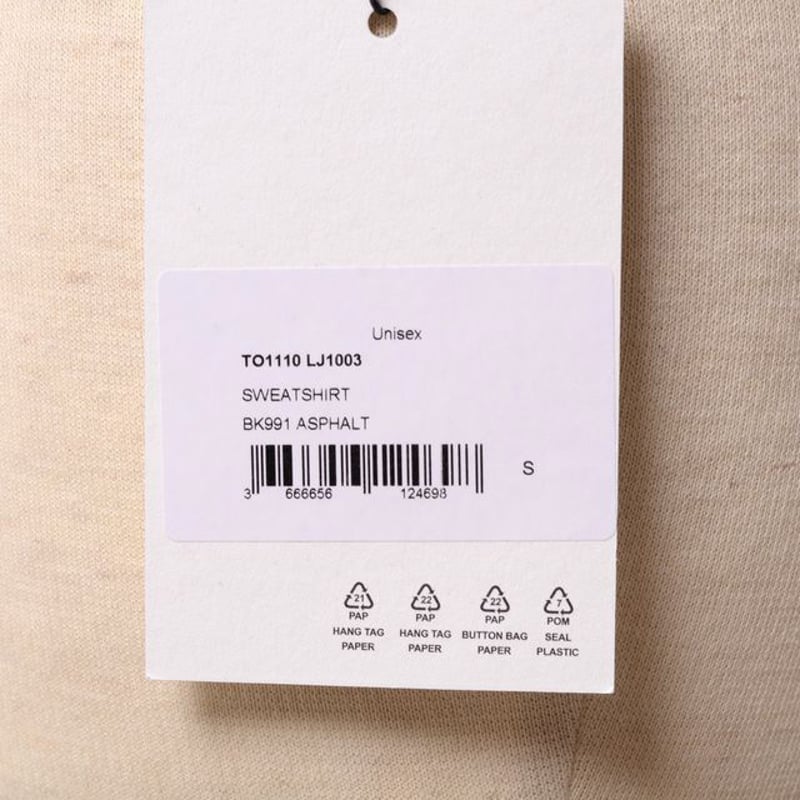 Unisex
TO1110 LJ1003
SWEATSHIRT
BK991 ASPHALT
S
3 666656 124698
21 22 22 7
PAP PAP PAP POM
HANG TAG HANG TAG BUTTON BAG SEAL
PAPER PAPER PAPER PLASTIC